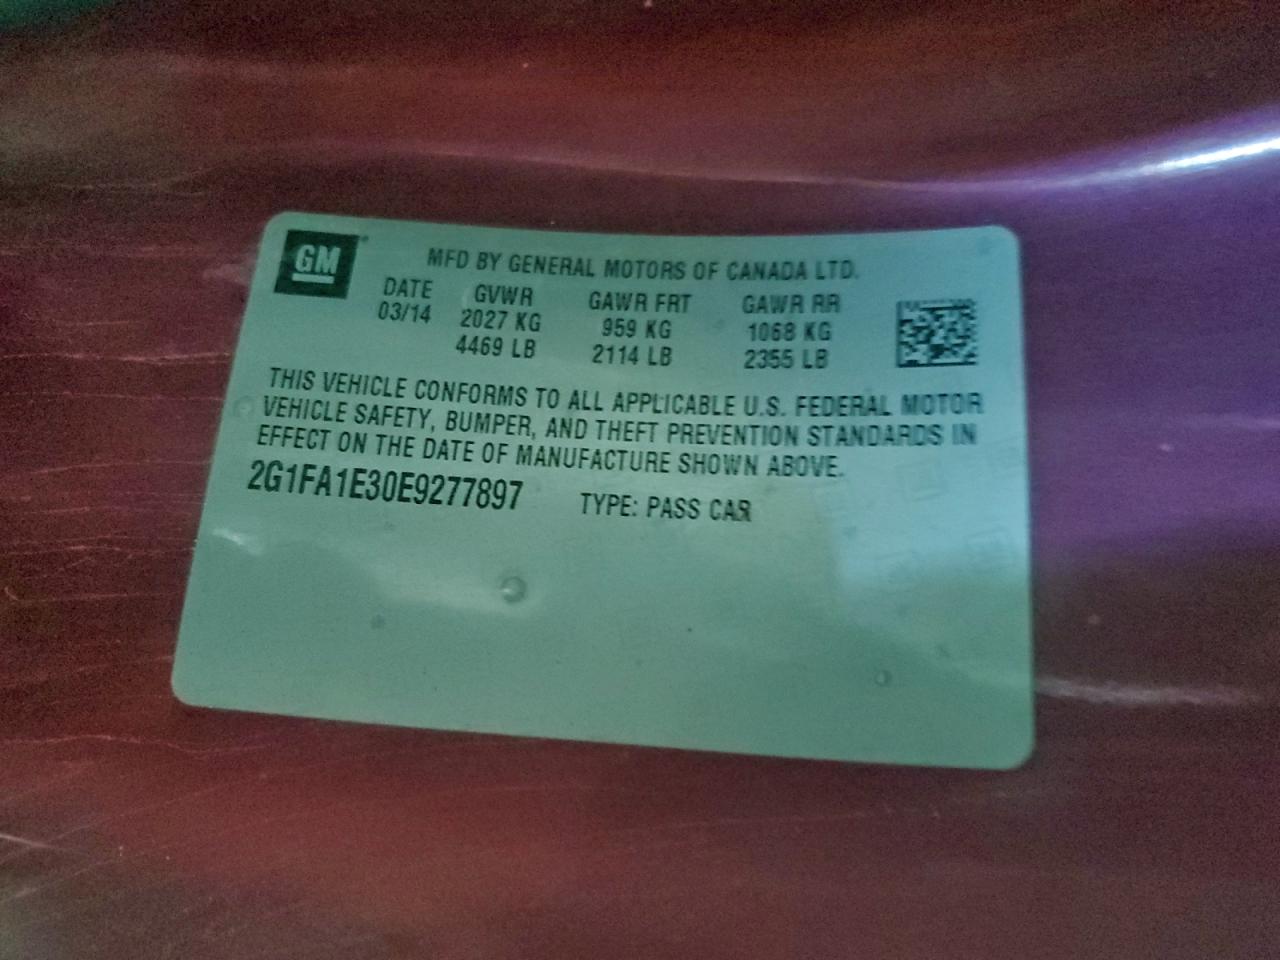 GM
MFD BY GENERAL MOTORS OF CANADA LTD.
DATE GVWR GAWR FRT GAWR RR
03/14 2027 KG 959 KG 1068 KG
4469 LB 2114 LB 2355 LB
THIS VEHICLE CONFORMS TO ALL APPLICABLE U.S. FEDERAL MOTOR
VEHICLE SAFETY, BUMPER, AND THEFT PREVENTION STANDARDS IN
EFFECT ON THE DATE OF MANUFACTURE SHOWN ABOVE.
2G1FA1E30E9277897 TYPE: PASS CAR